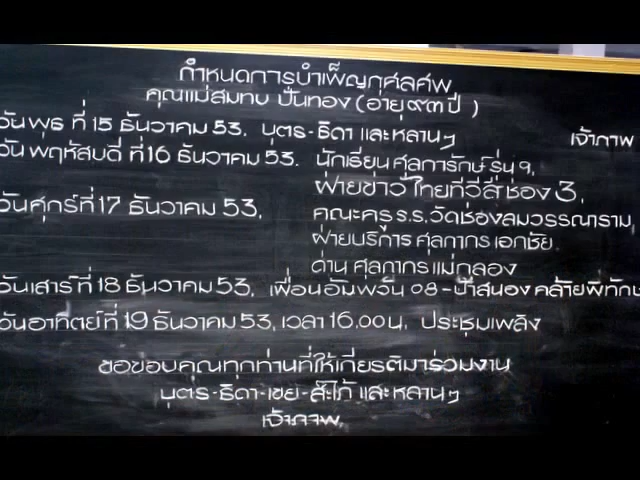 กำหนดการบำเพ็ญกุศลศพ
คุณแม่สมทบ ปั่นทอง (อายุ๙๓ปี )
วันพุธ ที่ 15 ธันวาคม 53. บุตร-ธิดา และหลานๆ เจ้าภาพ
วัน พฤหัสบดี ที่16 ธันวาคม 53. นักเรียน ศุลการักษ์ รุ่น ๑,
ฝ่ายข่าว ไทยทีวีสี ช่อง 3,
วันศุกร์ที่ 17 ธันวาคม 53, คณะครู ร.ร.วัดช่องลมวรรณาราม,
ฝ่ายบริการ ศุลกากร เอกชัย
ด่าน ศุลกากร แม่กลอง
วันเสาร์ ที่ 18 ธันวาคม 53, เพื่อนอัมพวัน 08-น้าสนอง คล้ายพิทักษ์
วันอาทิตย์ที่ 19 ธันวาคม 53, เวลา 16.00 น, ประชุมเพลิง
ขอขอบคุณทุกท่านที่ให้เกียรติมาร่วมงาน
บุตร-ธิดา-เขย-สะใภ้ และหลานๆ
เจ้าภาพ,